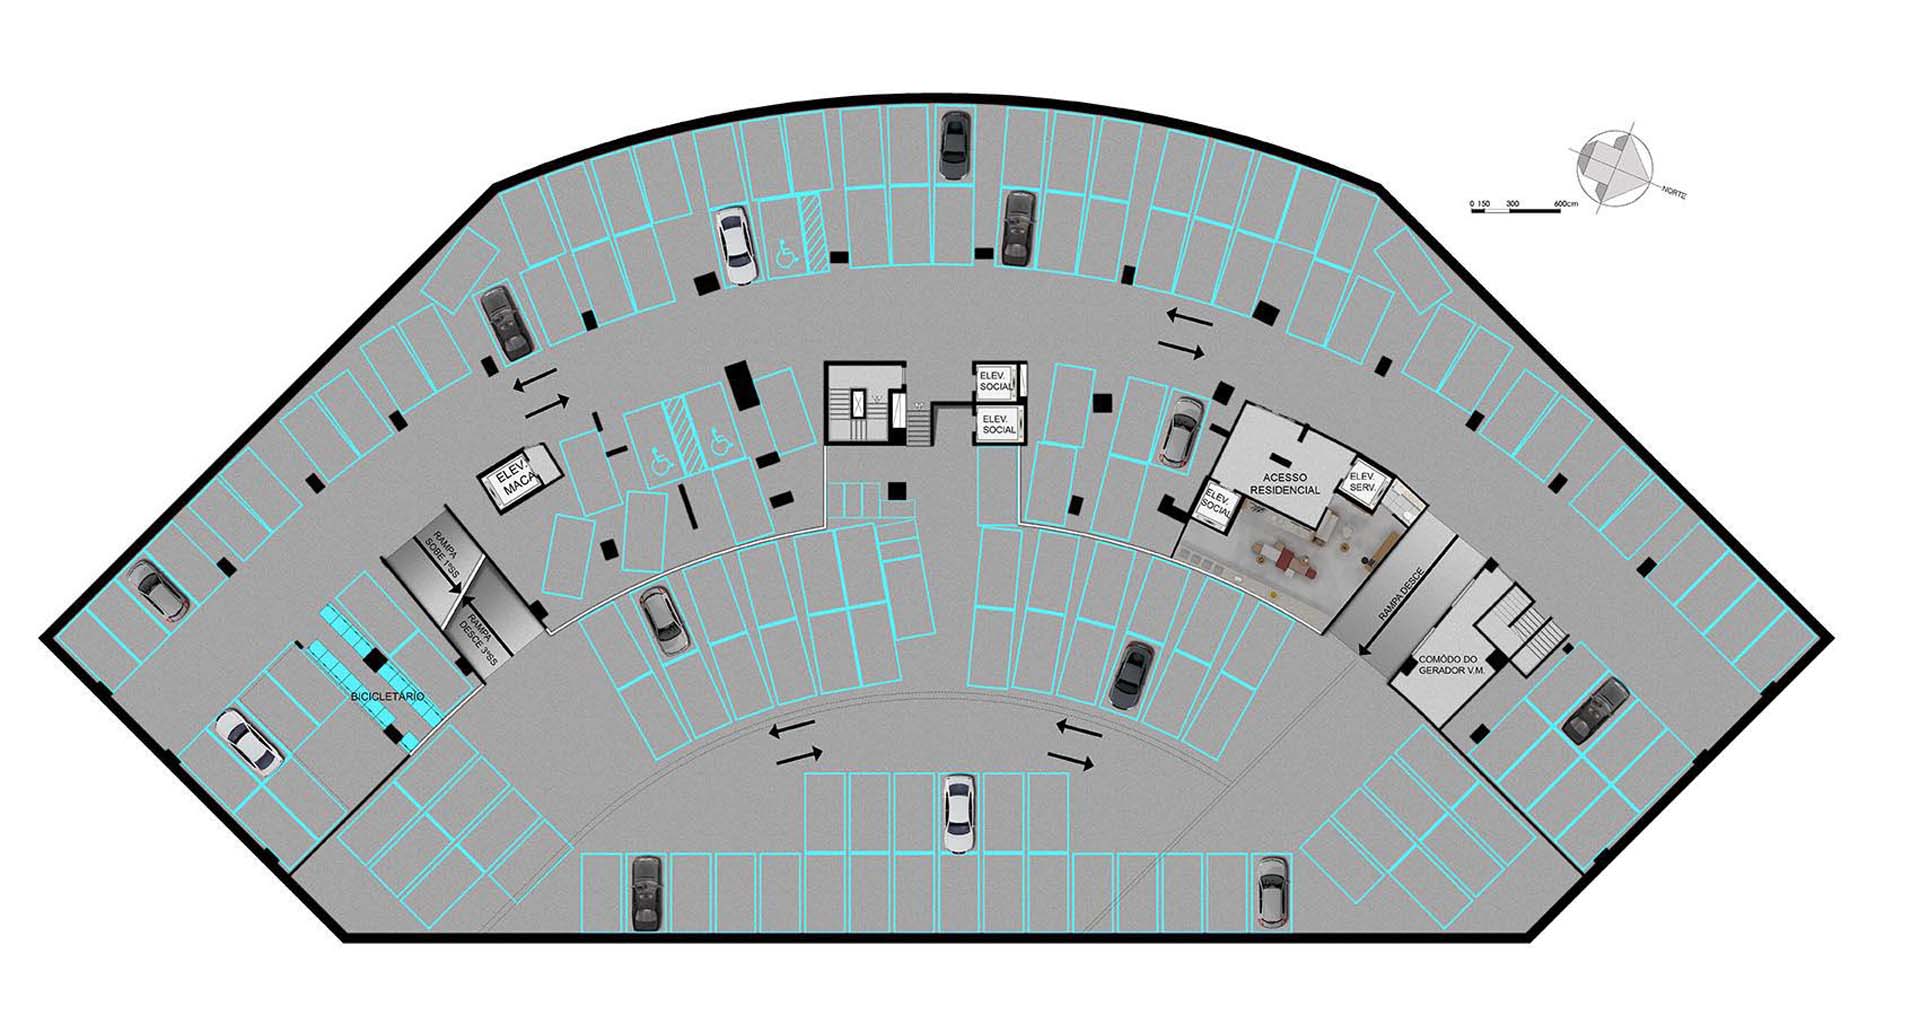 NORTE
0 150 300 600cm
ELEV.
SOCIAL
ELEV.
SOCIAL
ELEV.
MACA
ACESSO
RESIDENCIAL
ELEV.
SERV.
ELEV.
SOCIAL
RAMPA
SOBE 1ºSS
RAMPA
DESCE 3ºSS
RAMPA DESCE
COMÔDO DO
GERADOR V.M.
BICICLETÁRIO